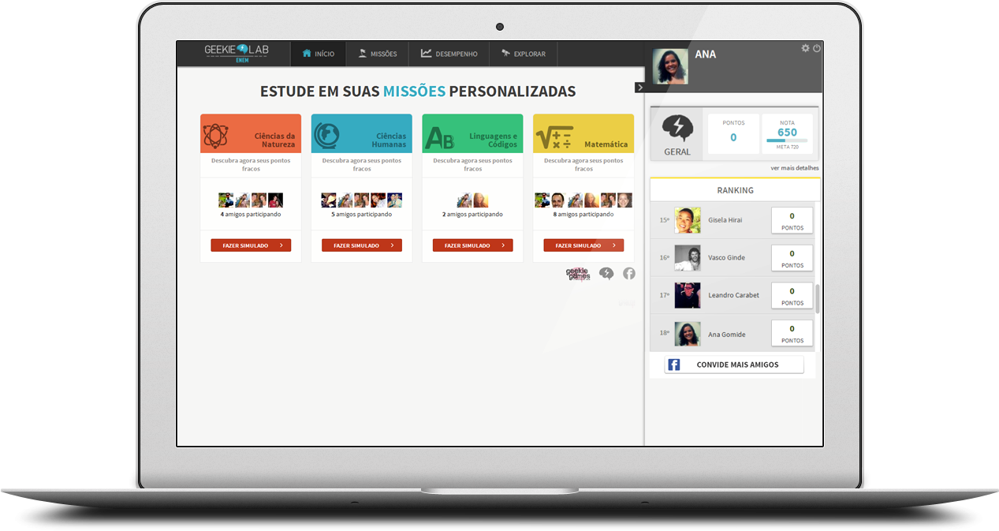 GEEKIE LAB
ENEM
INÍCIO
MISSÕES
DESEMPENHO
EXPLORAR
ANA
ESTUDE EM SUAS MISSÕES PERSONALIZADAS
Ciências da
Natureza
Descubra agora seus pontos
fracos
4 amigos participando
FAZER SIMULADO
Ciências
Humanas
Descubra agora seus pontos
fracos
5 amigos participando
FAZER SIMULADO
AB
Linguagens e
Códigos
Descubra agora seus pontos
fracos
2 amigos participando
FAZER SIMULADO
Matemática
Descubra agora seus pontos
fracos
8 amigos participando
FAZER SIMULADO
geekie
games
GERAL
PONTOS
0
NOTA
650
META 720
ver mais detalhes
RANKING
15º Gisela Hirai 0 PONTOS
16º Vasco Ginde 0 PONTOS
17º Leandro Carabet 0 PONTOS
18º Ana Gomide 0 PONTOS
CONVIDE MAIS AMIGOS